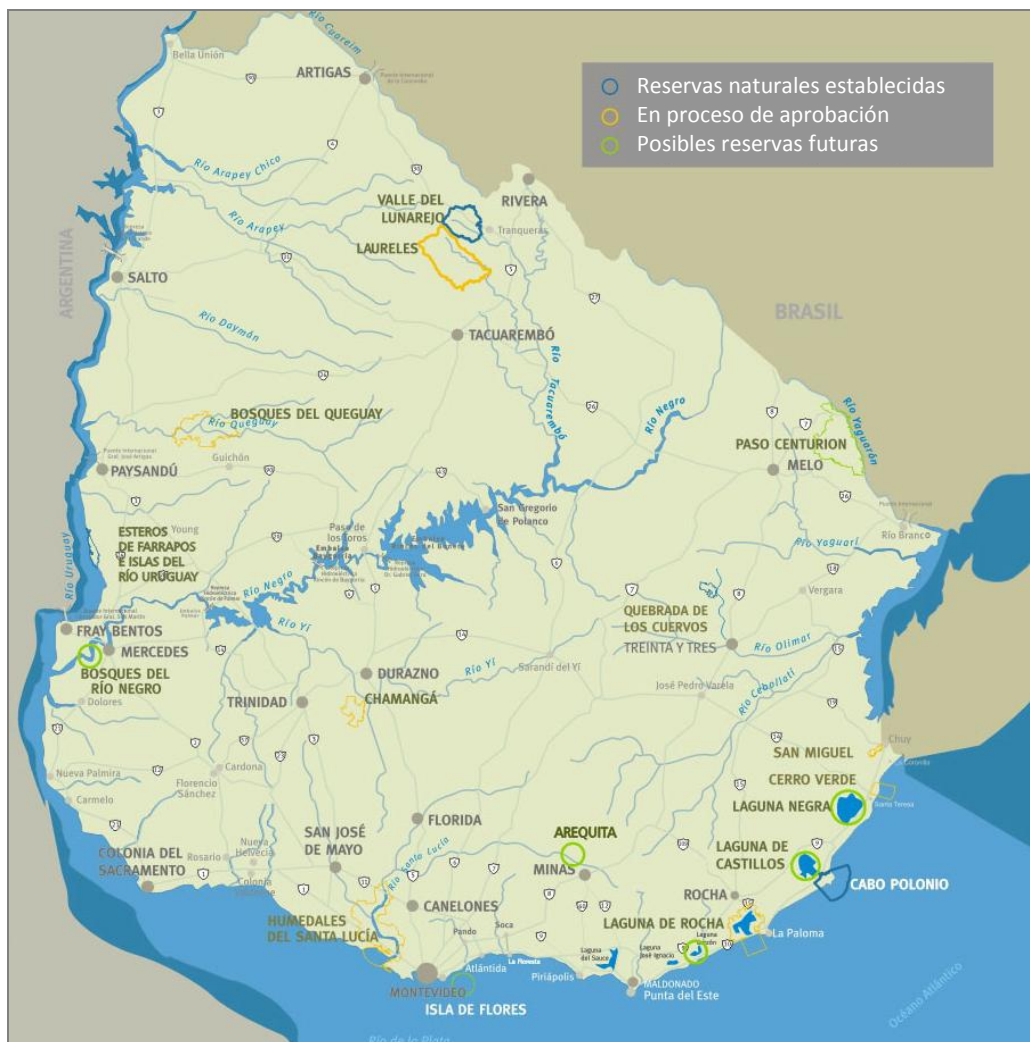 Reservas naturales establecidas
En proceso de aprobación
Posibles reservas futuras
Río Cuareim
Bella Unión
ARTIGAS
Río Arapey Chico
VALLE DEL
LUNAREJO
RIVERA
Tranqueras
Río Arapey
LAURELES
ARGENTINA
SALTO
BRASIL
Río Daymán
TACUAREMBÓ
Río Tacuarembó
Río Negro
BOSQUES DEL QUEGUAY
Río Queguay
Guichón
PASO CENTURION
Río Yaguarón
MELO
PAYSANDÚ
San Gregorio
de Polanco
Paso de
los Toros
ESTEROS
DE FARRAPOS
E ISLAS DEL
RÍO URUGUAY
Young
Río Uruguay
Río Branco
Río Yaguarí
Vergara
Río Negro
Río Yí
QUEBRADA DE
LOS CUERVOS
TREINTA Y TRES
Río Olimar
FRAY BENTOS
MERCEDES
BOSQUES DEL
RÍO NEGRO
Dolores
DURAZNO
Río Yí
Sarandí del Yí
José Pedro Varela
Río Cebollatí
TRINIDAD
CHAMANGÁ
Chuy
SAN MIGUEL
CERRO VERDE
Santa Teresa
LAGUNA NEGRA
Nueva Palmira
Cardona
Florencio
Sánchez
Carmelo
FLORIDA
SAN JOSÉ
DE MAYO
Río Santa Lucía
AREQUITA
MINAS
LAGUNA DE
CASTILLOS
CABO POLONIO
COLONIA DEL
SACRAMENTO
Rosario
Nueva
Helvecia
Colonia
CANELONES
ROCHA
LAGUNA DE ROCHA
La Paloma
HUMEDALES
DEL SANTA LUCÍA
Soca
Pando
La Floresta
Atlántida
Piriápolis
Laguna
del Sauce
Laguna
José Ignacio
MALDONADO
Punta del Este
MONTEVIDEO
ISLA DE FLORES
Río de la Plata
Océano Atlántico